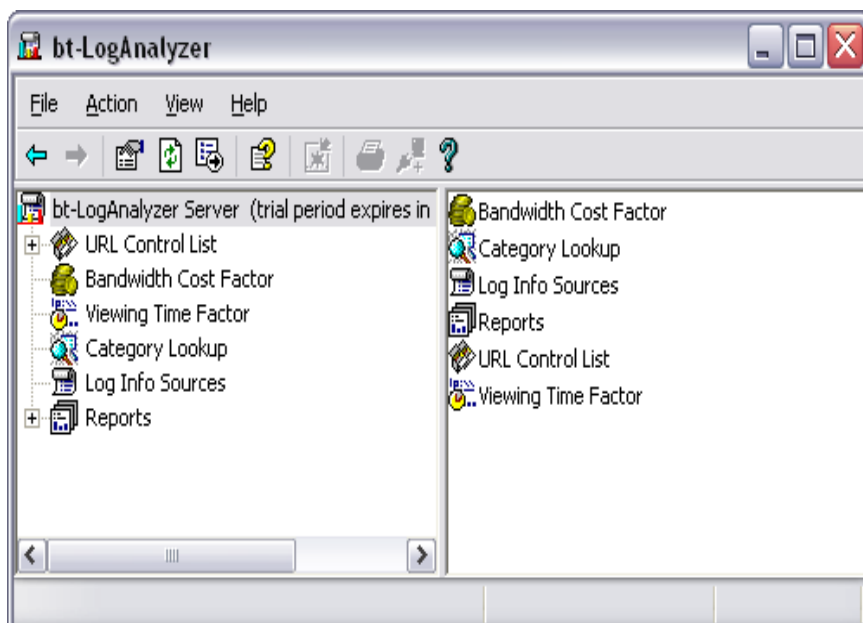 bt-LogAnalyzer
File Action View Help
bt-LogAnalyzer Server (trial period expires in
URL Control List
Bandwidth Cost Factor
Viewing Time Factor
Category Lookup
Log Info Sources
Reports
Bandwidth Cost Factor
Category Lookup
Log Info Sources
Reports
URL Control List
Viewing Time Factor